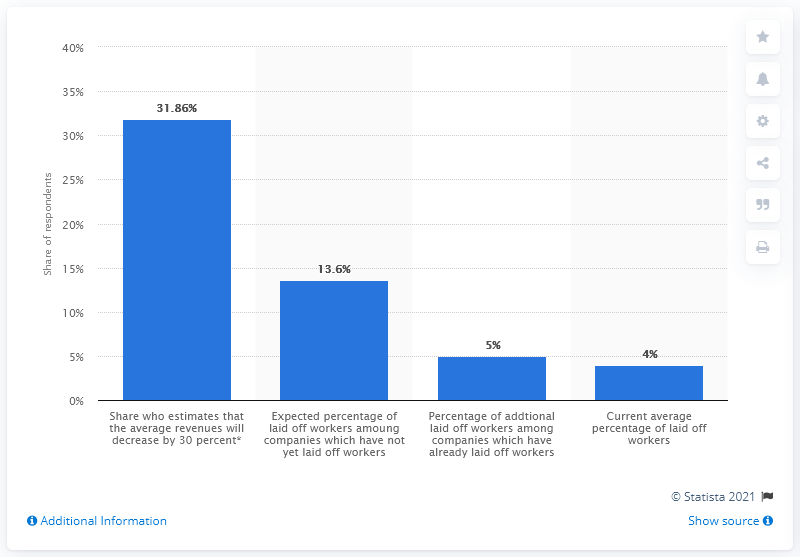 40%
35%
30%
25%
20%
15%
10%
5%
0%
Share of respondents
31.86%
13.6%
5%
4%
Share who estimates that
the average revenues will
decrease by 30 percent*
Expected percentage of
laid off workers amoung
companies which have not
yet laid off workers
Percentage of addtional
laid off workers among
companies which have
already laid off workers
Current average
percentage of laid off
workers
© Statista 2021
Additional Information
Show source